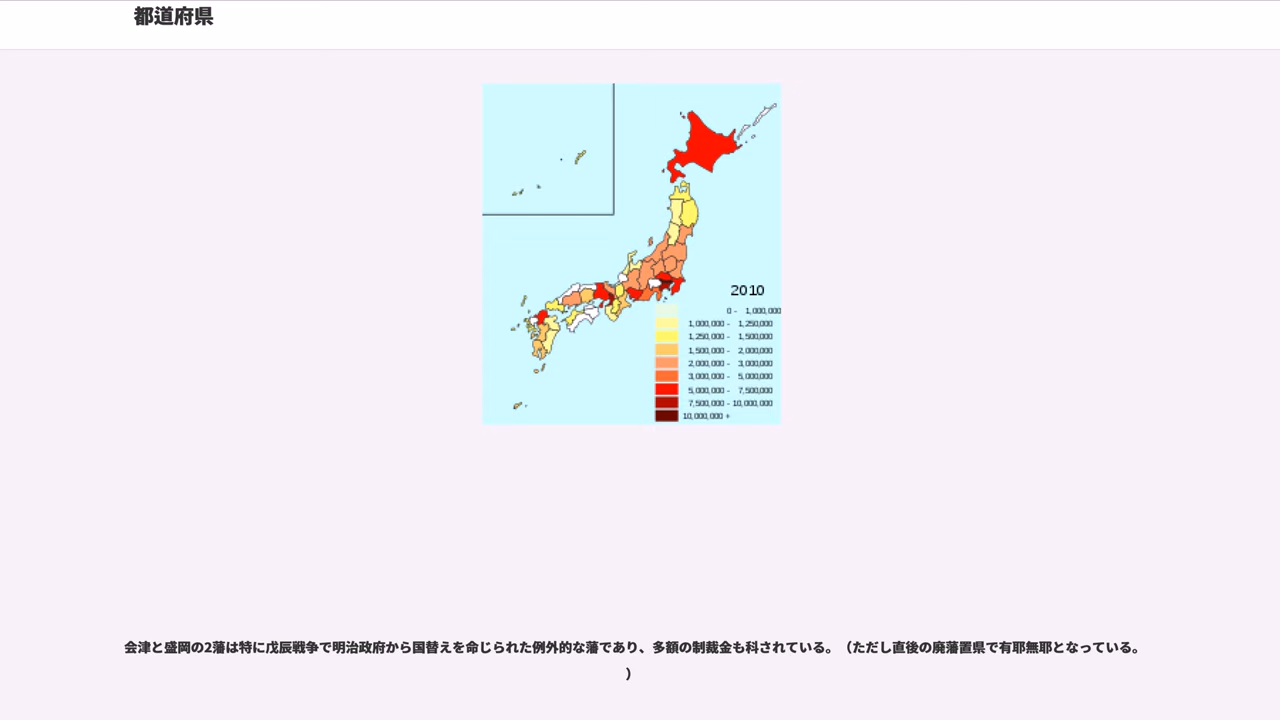 都道府県
2010
0 - 1,000,000
1,000,000 - 1,250,000
1,250,000 - 1,500,000
1,500,000 - 2,000,000
2,000,000 - 3,000,000
3,000,000 - 5,000,000
5,000,000 - 7,500,000
7,500,000 - 10,000,000
10,000,000 +
会津と盛岡の2藩は特に戊辰戦争で明治政府から国替えを命じられた例外的な藩であり、多額の制裁金も科されている。（ただし直後の廃藩置県で有耶無耶となっている。
）